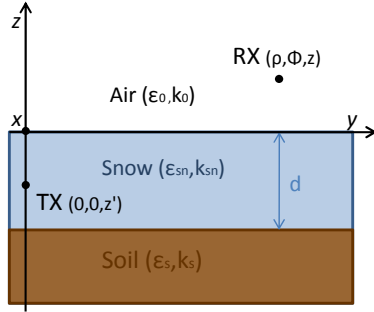 z
RX (ρ,Φ,z)
Air (ε₀,k₀)
x
y
Snow (εₛₙ,kₛₙ)
d
TX (0,0,z')
Soil (εₛ,kₛ)